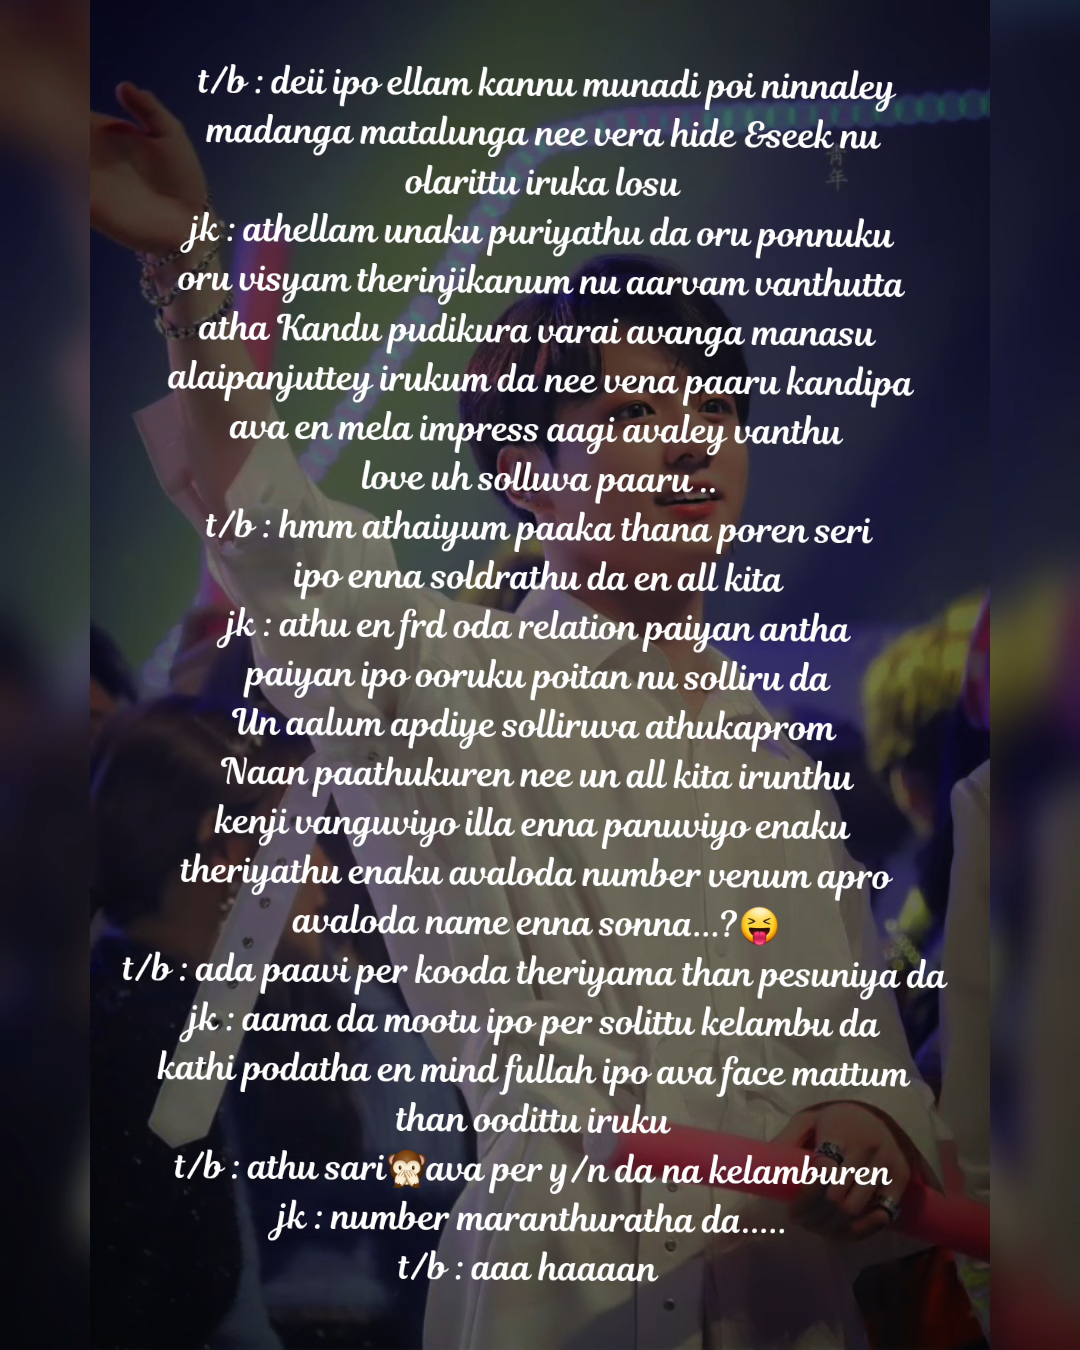 t/b : deii ipo ellam kannu munadi poi ninnaley
madanga matalunga nee vera hide &seek nu
olarittu iruka losu
jk : athellam unaku puriyathu da oru ponnuku
oru visyam therinjikanum nu aarvam vanthutta
atha Kandu pudikura varai avanga manasu
alaipanjuttey irukum da nee vena paaru kandipa
ava en mela impress aagi avaley vanthu
love uh solluva paaru ..
t/b : hmm athaiyum paaka thana poren seri
ipo enna soldrathu da en all kita
jk : athu en frd oda relation paiyan antha
paiyan ipo ooruku poitan nu solliru da
Un aalum apdiye solliruva athukaprom
Naan paathukuren nee un all kita irunthu
kenji vanguviyo illa enna panuviyo enaku
theriyathu enaku avaloda number venum apro
avaloda name enna sonna...?😝
t/b : ada paavi per kooda theriyama than pesuniya da
jk : aama da mootu ipo per solittu kelambu da
kathi podatha en mind fullah ipo ava face mattum
than oodittu iruku
t/b : athu sari🙊ava per y/n da na kelamburen
jk : number maranthuratha da.....
t/b : aaa haaaan
青年